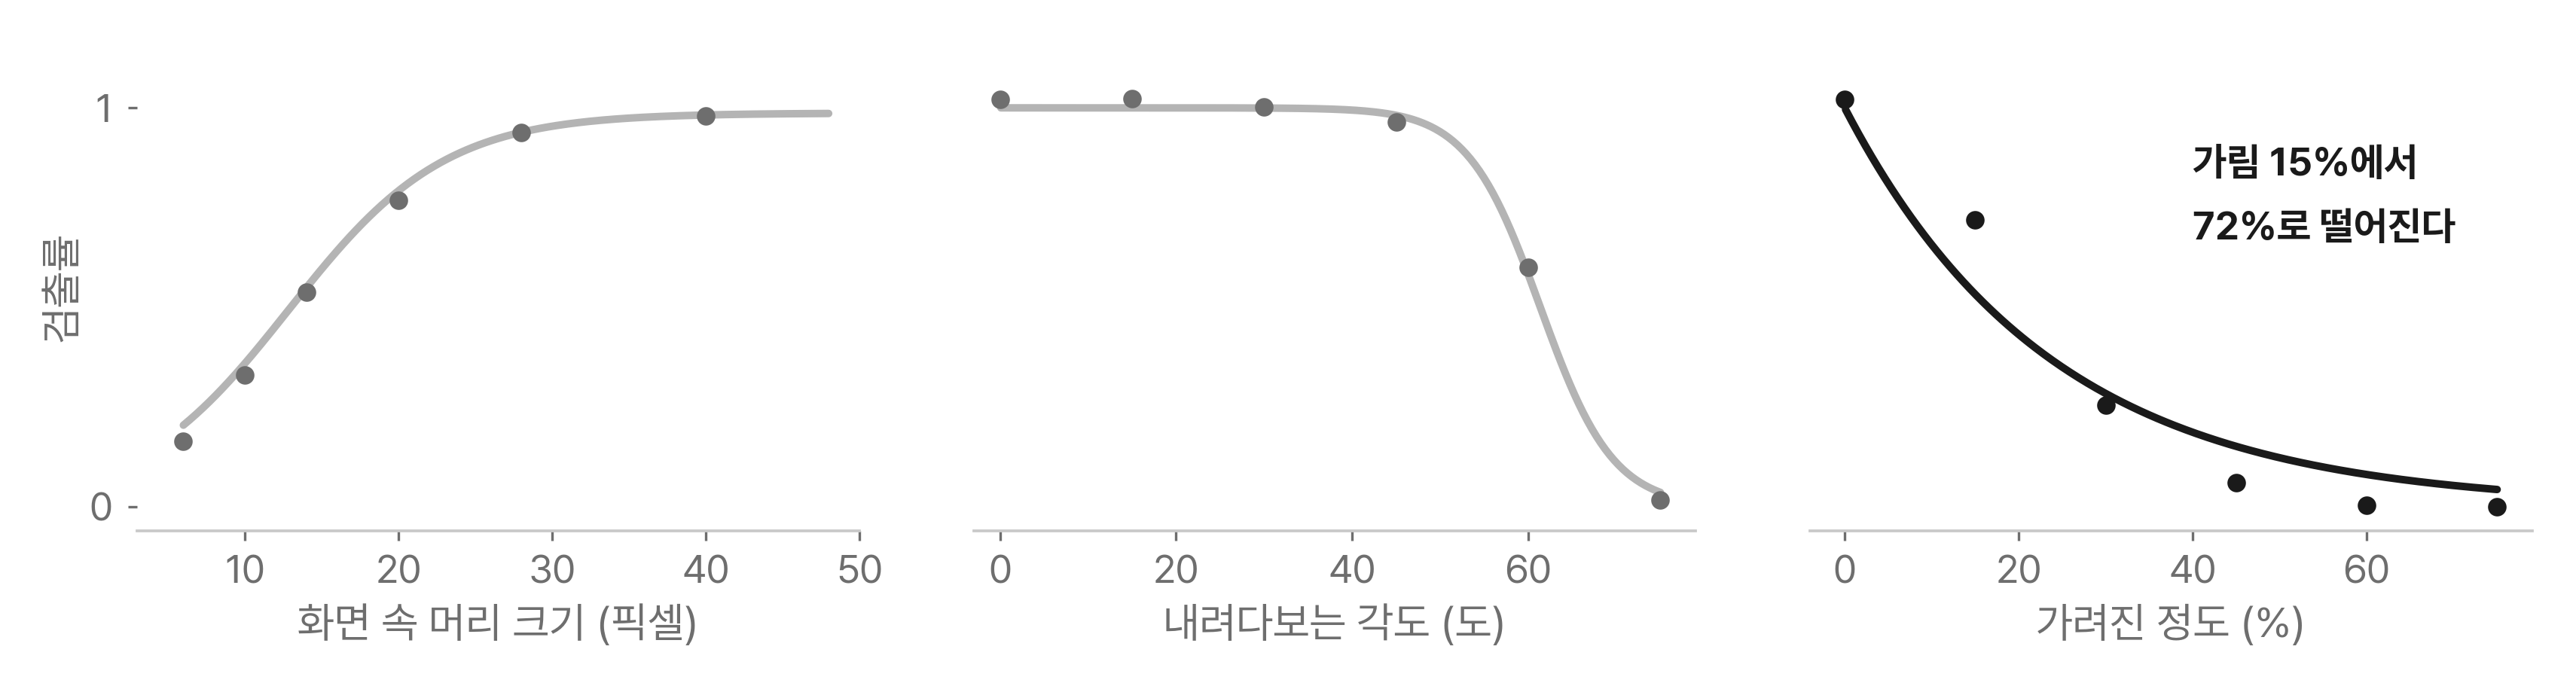 검출률
1
0
10 20 30 40 50
화면 속 머리 크기 (픽셀)
0 20 40 60
내려다보는 각도 (도)
가림 15%에서
72%로 떨어진다
0 20 40 60
가려진 정도 (%)